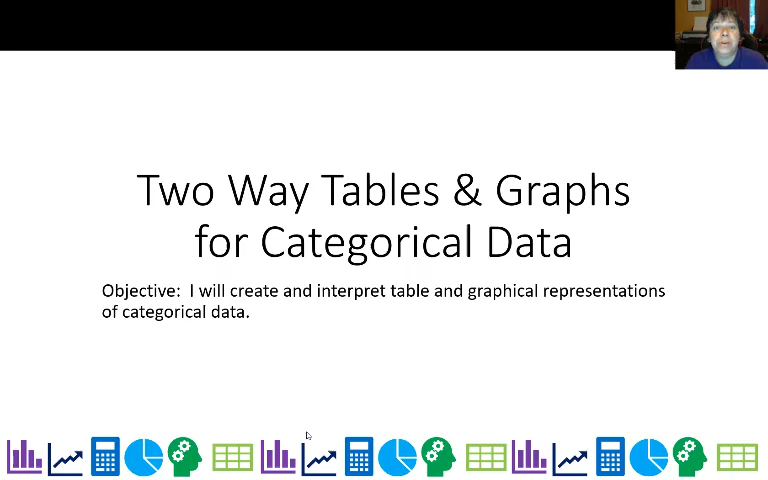 Two Way Tables & Graphs
for Categorical Data
Objective:  I will create and interpret table and graphical representations
of categorical data.